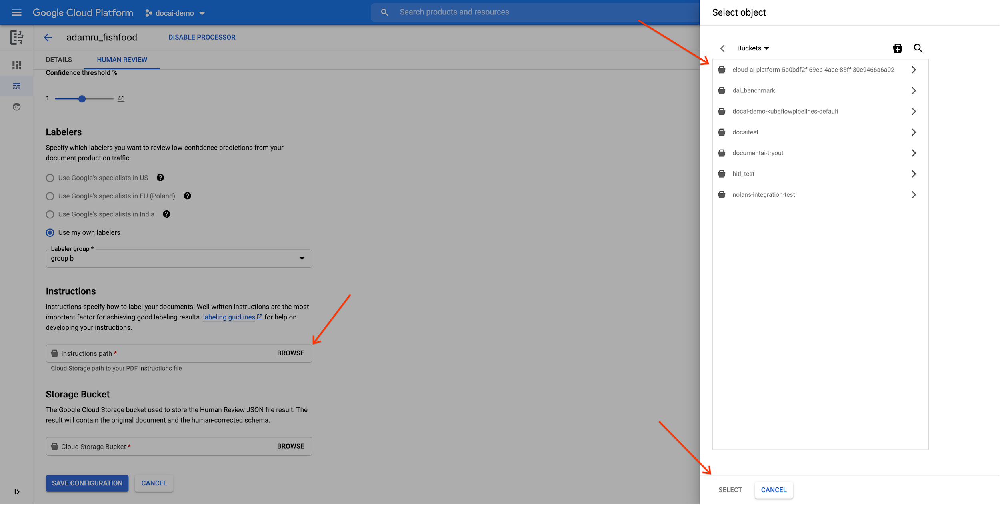 Google Cloud Platform
docai-demo
Search products and resources
adamru_fishfood
DISABLE PROCESSOR
DETAILS
HUMAN REVIEW
Confidence threshold %
1
46
Labelers
Specify which labelers you want to review low-confidence predictions from your
document production traffic.
Use Google's specialists in US
Use Google's specialists in EU (Poland)
Use Google's specialists in India
Use my own labelers
Labeler group *
group b
Instructions
Instructions specify how to label your documents. Well-written instructions are the most
important factor for achieving good labeling results. labeling guidlines for help on
developing your instructions.
Instructions path *
BROWSE
Cloud Storage path to your PDF instructions file
Storage Bucket
The Google Cloud Storage bucket used to store the Human Review JSON file result. The
result will contain the original document and the human-corrected schema.
Cloud Storage Bucket *
BROWSE
SAVE CONFIGURATION
CANCEL
Select object
Buckets
cloud-ai-platform-5b0bdf2f-69cb-4ace-85ff-30c9466a6a02
dai_benchmark
docai-demo-kubeflowpipelines-default
docaitest
documentai-tryout
hitl_test
nolans-integration-test
SELECT
CANCEL